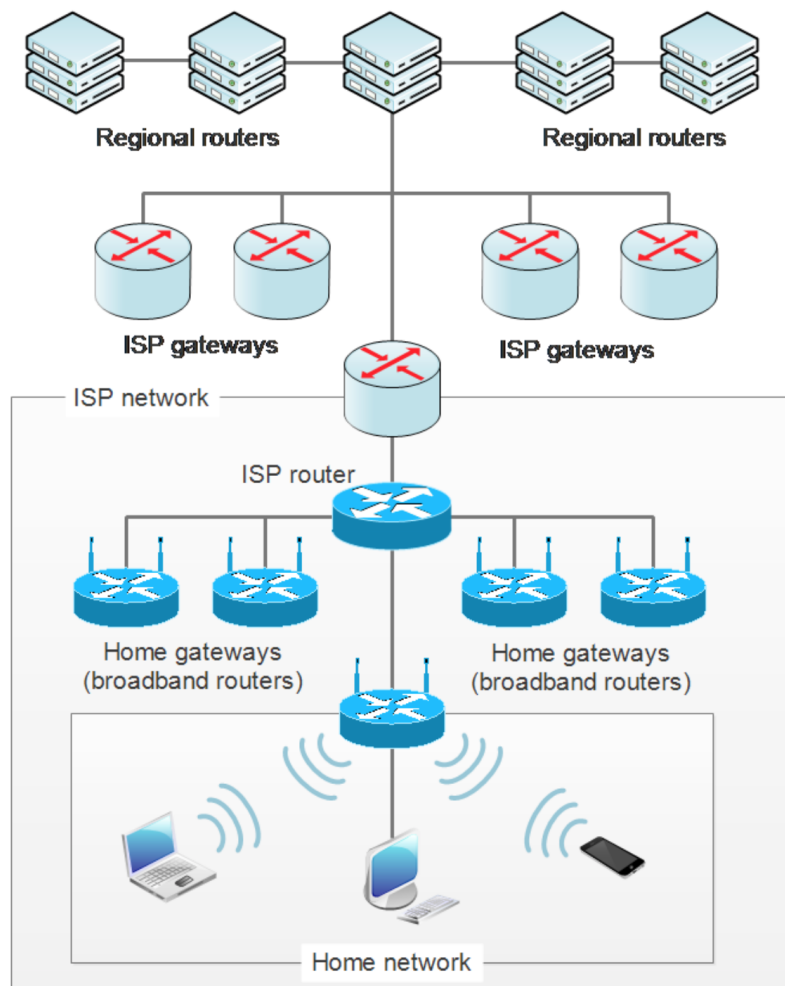 Regional routers
Regional routers
ISP gateways
ISP gateways
ISP network
ISP router
Home gateways
(broadband routers)
Home gateways
(broadband routers)
Home network